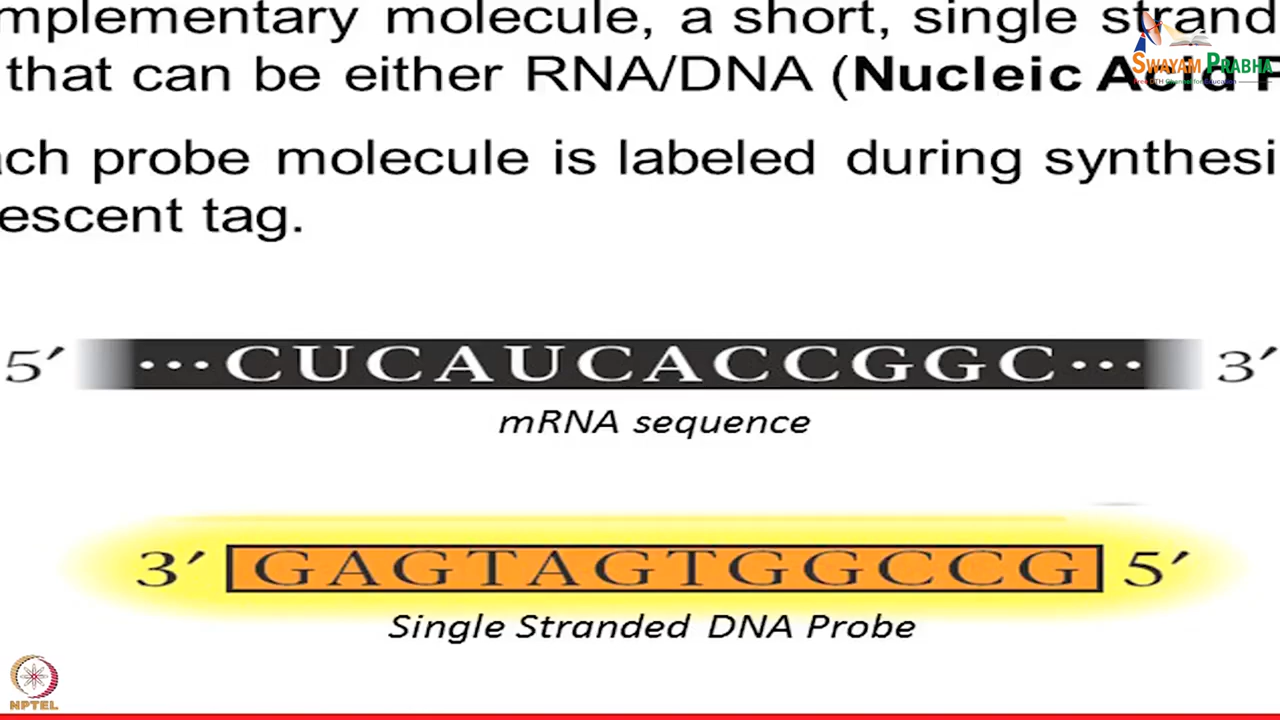 mplementary molecule, a short, single strand
that can be either RNA/DNA (Nucleic Acid P
ach probe molecule is labeled during synthesi
escent tag.
5′ ···CUCAUCACCGGC··· 3′
mRNA sequence
3′ GAGTAGTGGCCG 5′
Single Stranded DNA Probe
SWAYAM PRABHA
NPTEL